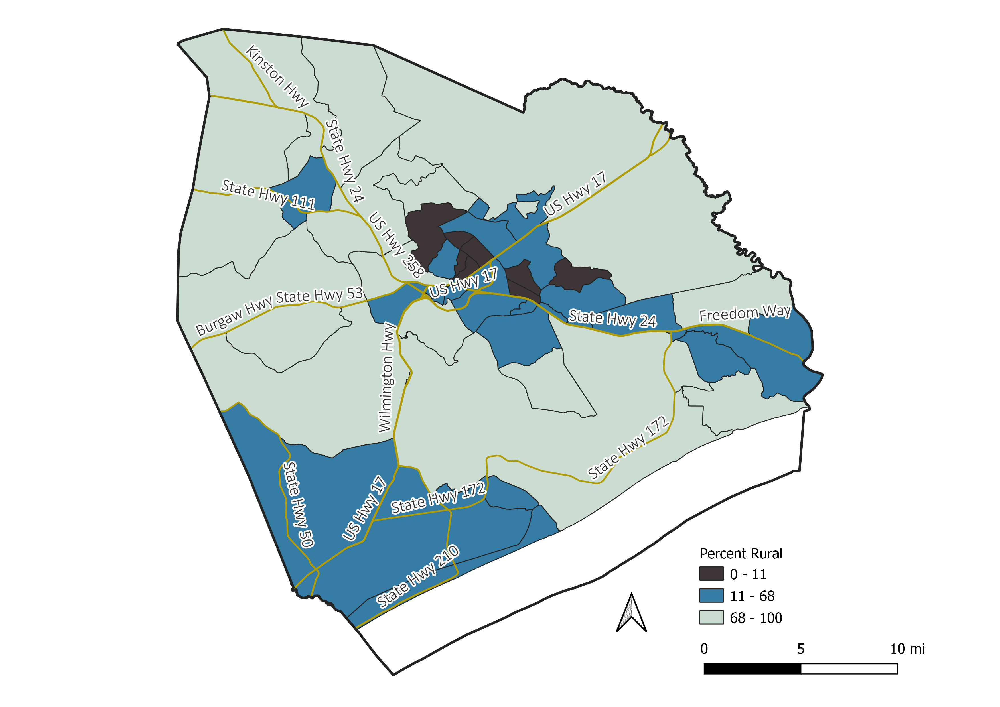 Kinston Hwy
State Hwy 24
State Hwy 111
US Hwy 17
US Hwy 258
US Hwy 17
Burgaw Hwy
State Hwy 53
State Hwy 24
Freedom Way
Wilmington Hwy
State Hwy 172
State Hwy 50
US Hwy 17
State Hwy 172
State Hwy 210
Percent Rural
0 - 11
11 - 68
68 - 100
0 5 10 mi